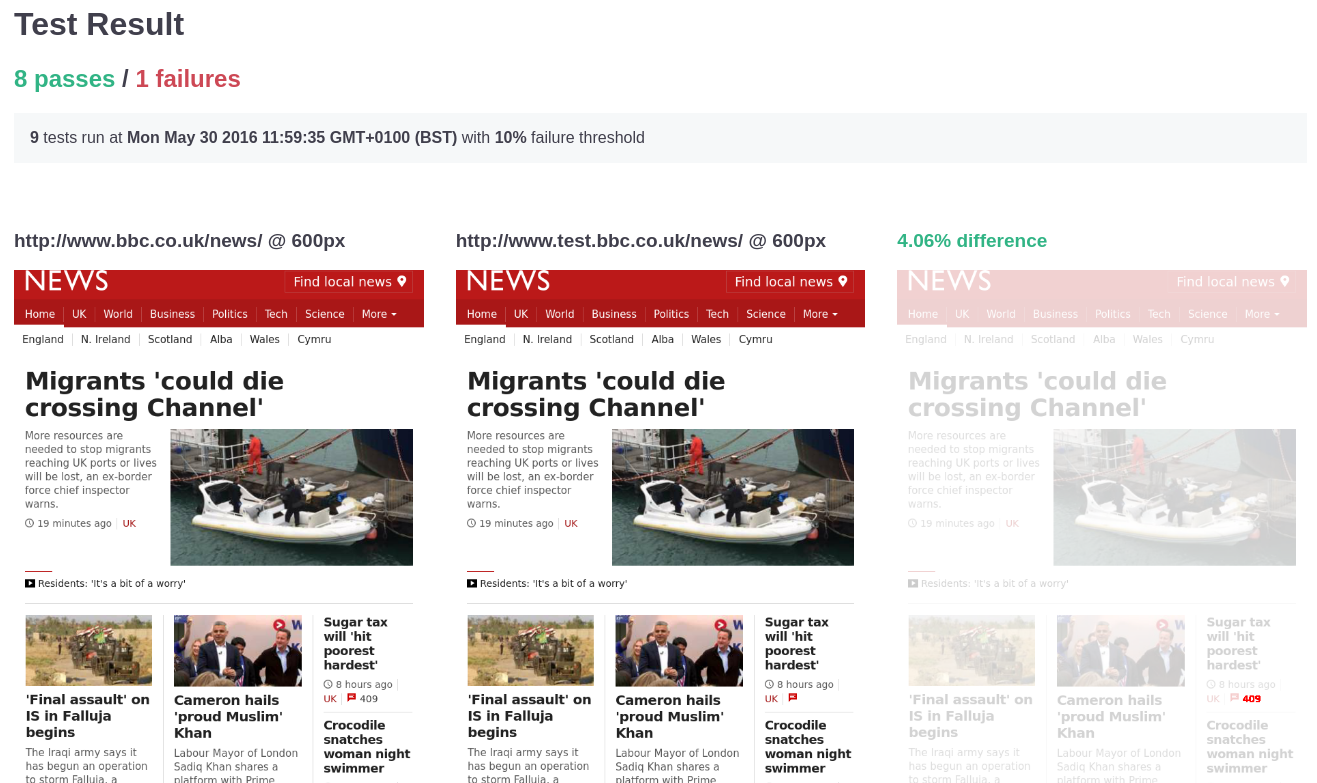 Test Result
8 passes / 1 failures
9 tests run at Mon May 30 2016 11:59:35 GMT+0100 (BST) with 10% failure threshold
http://www.bbc.co.uk/news/ @ 600px
NEWS
Find local news
Home UK World Business Politics Tech Science More
England N. Ireland Scotland Alba Wales Cymru
Migrants 'could die
crossing Channel'
More resources are
needed to stop migrants
reaching UK ports or lives
will be lost, an ex-border
force chief inspector
warns.
19 minutes ago UK
Residents: 'It's a bit of a worry'
'Final assault' on
IS in Falluja
begins
The Iraqi army says it
has begun an operation
to storm Falluja, a
Cameron hails
'proud Muslim'
Khan
Labour Mayor of London
Sadiq Khan shares a
platform with Prime
Sugar tax
will 'hit
poorest
hardest'
8 hours ago
UK 409
Crocodile
snatches
woman night
swimmer
http://www.test.bbc.co.uk/news/ @ 600px
NEWS
Find local news
Home UK World Business Politics Tech Science More
England N. Ireland Scotland Alba Wales Cymru
Migrants 'could die
crossing Channel'
More resources are
needed to stop migrants
reaching UK ports or lives
will be lost, an ex-border
force chief inspector
warns.
19 minutes ago UK
Residents: 'It's a bit of a worry'
'Final assault' on
IS in Falluja
begins
The Iraqi army says it
has begun an operation
to storm Falluja, a
Cameron hails
'proud Muslim'
Khan
Labour Mayor of London
Sadiq Khan shares a
platform with Prime
Sugar tax
will 'hit
poorest
hardest'
8 hours ago
UK
Crocodile
snatches
woman night
swimmer
4.06% difference
NEWS
Find local news
Home UK World Business Politics Tech Science More
England N. Ireland Scotland Alba Wales Cymru
Migrants 'could die
crossing Channel'
More resources are
needed to stop migrants
reaching UK ports or lives
will be lost, an ex-border
force chief inspector
warns.
19 minutes ago UK
Residents: 'It's a bit of a worry'
'Final assault' on
IS in Falluja
begins
The Iraqi army says it
has begun an operation
to storm Falluja, a
Cameron hails
'proud Muslim'
Khan
Labour Mayor of London
Sadiq Khan shares a
platform with Prime
Sugar tax
will 'hit
poorest
hardest'
8 hours ago
UK 409
Crocodile
snatches
woman night
swimmer